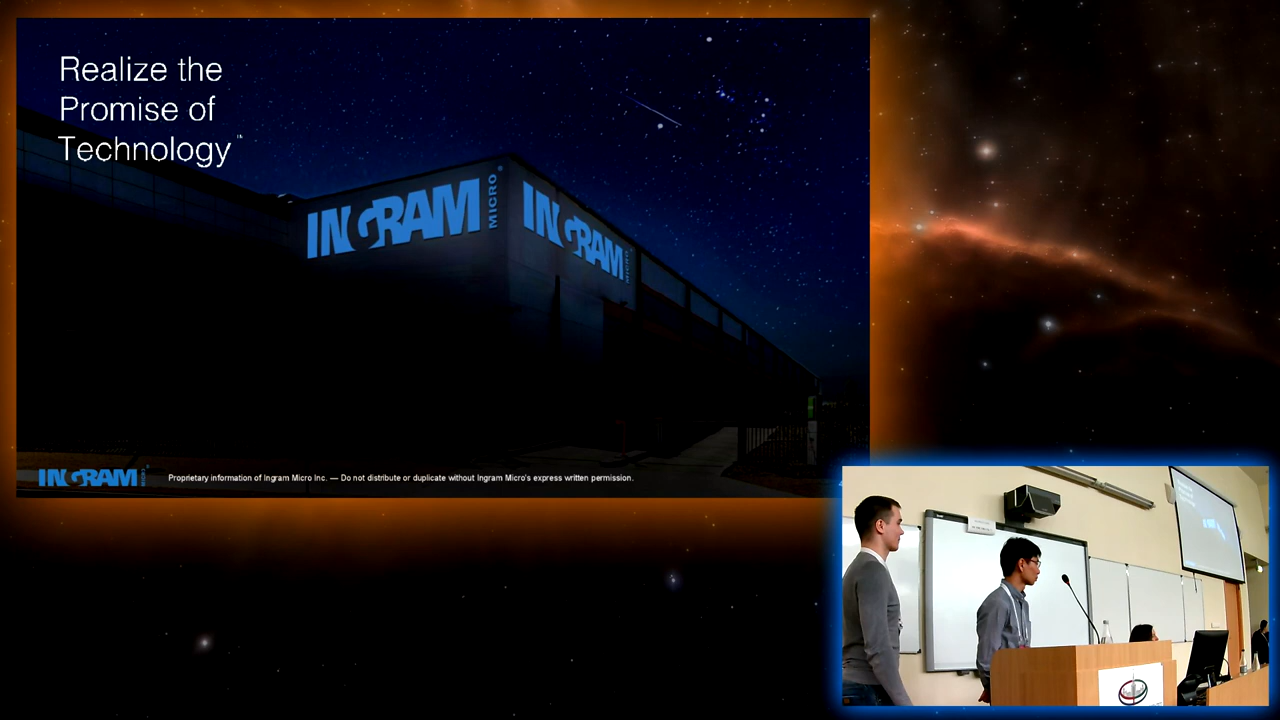 Realize the
Promise of
Technology™
INGRAM MICRO®
INGRAM MICRO
INGRAM MICRO® Proprietary information of Ingram Micro Inc. — Do not distribute or duplicate without Ingram Micro's express written permission.